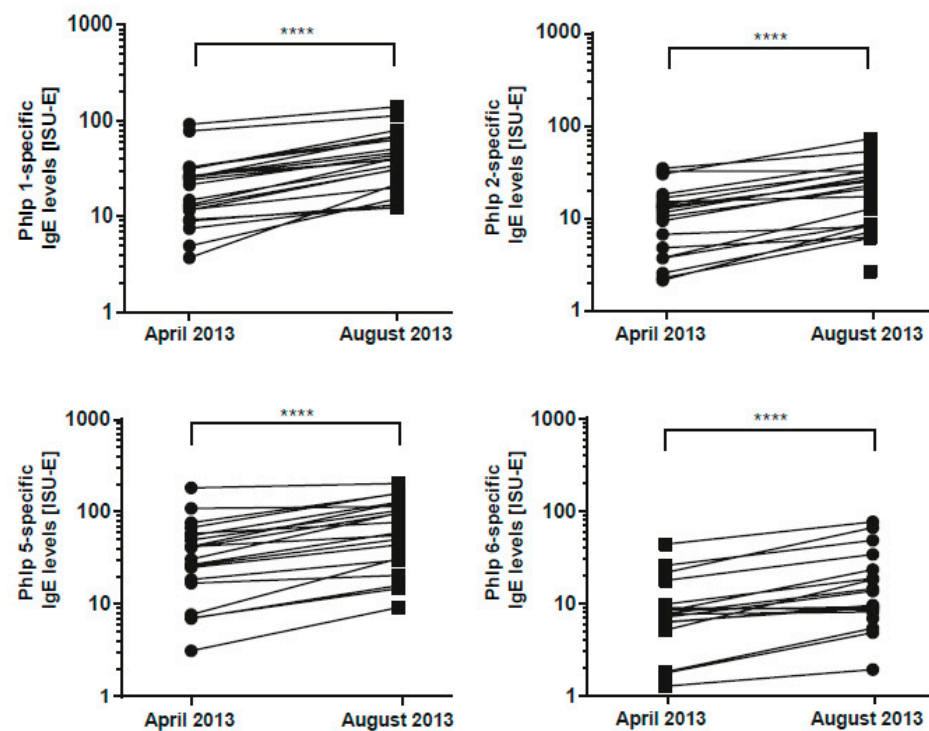 Phlp 1-specific
IgE levels [ISU-E]
1000
100
10
1
****
April 2013 August 2013
Phlp 2-specific
IgE levels [ISU-E]
1000
100
10
1
****
April 2013 August 2013
Phlp 5-specific
IgE levels [ISU-E]
1000
100
10
1
****
April 2013 August 2013
Phlp 6-specific
IgE levels [ISU-E]
1000
100
10
1
****
April 2013 August 2013